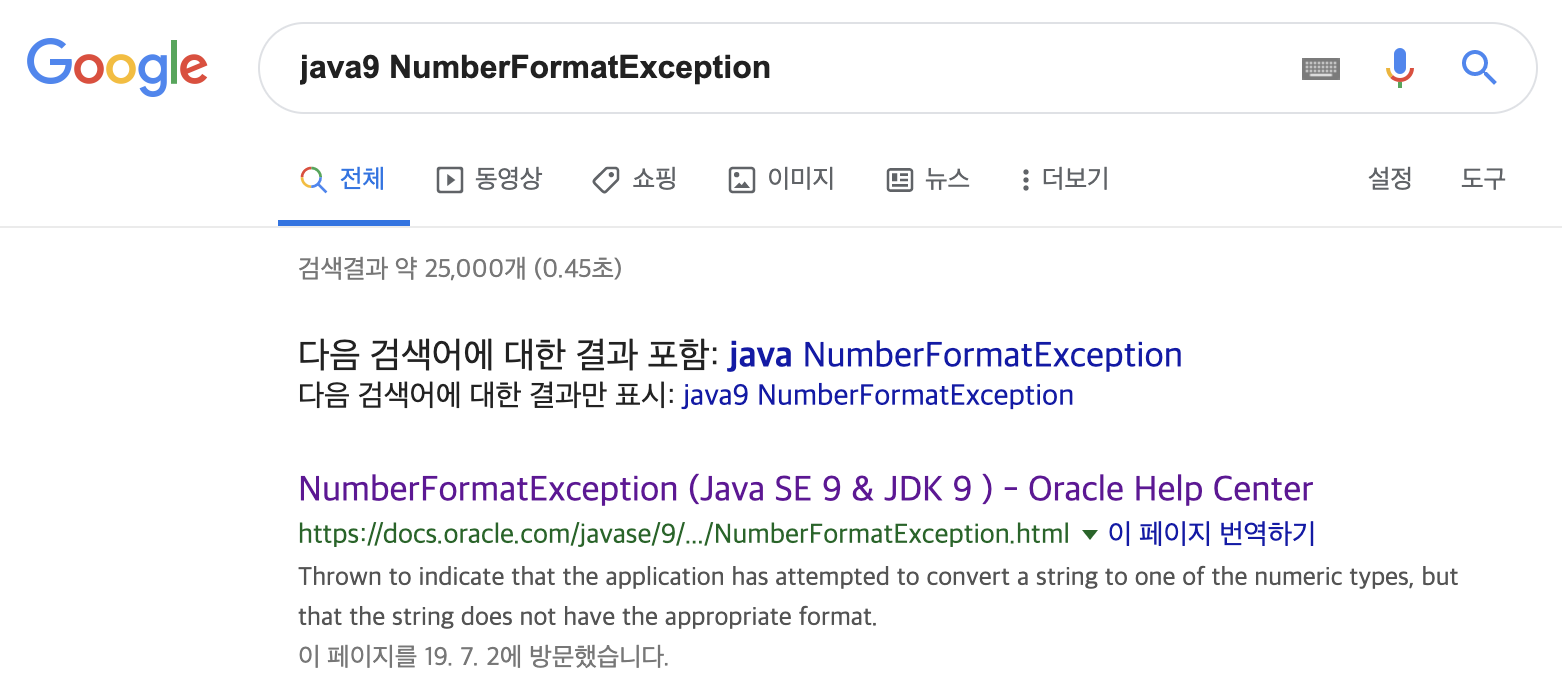 Google
java9 NumberFormatException
전체 동영상 쇼핑 이미지 뉴스 더보기 설정 도구
검색결과 약 25,000개 (0.45초)
다음 검색어에 대한 결과 포함: java NumberFormatException
다음 검색어에 대한 결과만 표시: java9 NumberFormatException
NumberFormatException (Java SE 9 & JDK 9 ) - Oracle Help Center
https://docs.oracle.com/javase/9/.../NumberFormatException.html ▼ 이 페이지 번역하기
Thrown to indicate that the application has attempted to convert a string to one of the numeric types, but
that the string does not have the appropriate format.
이 페이지를 19. 7. 2에 방문했습니다.